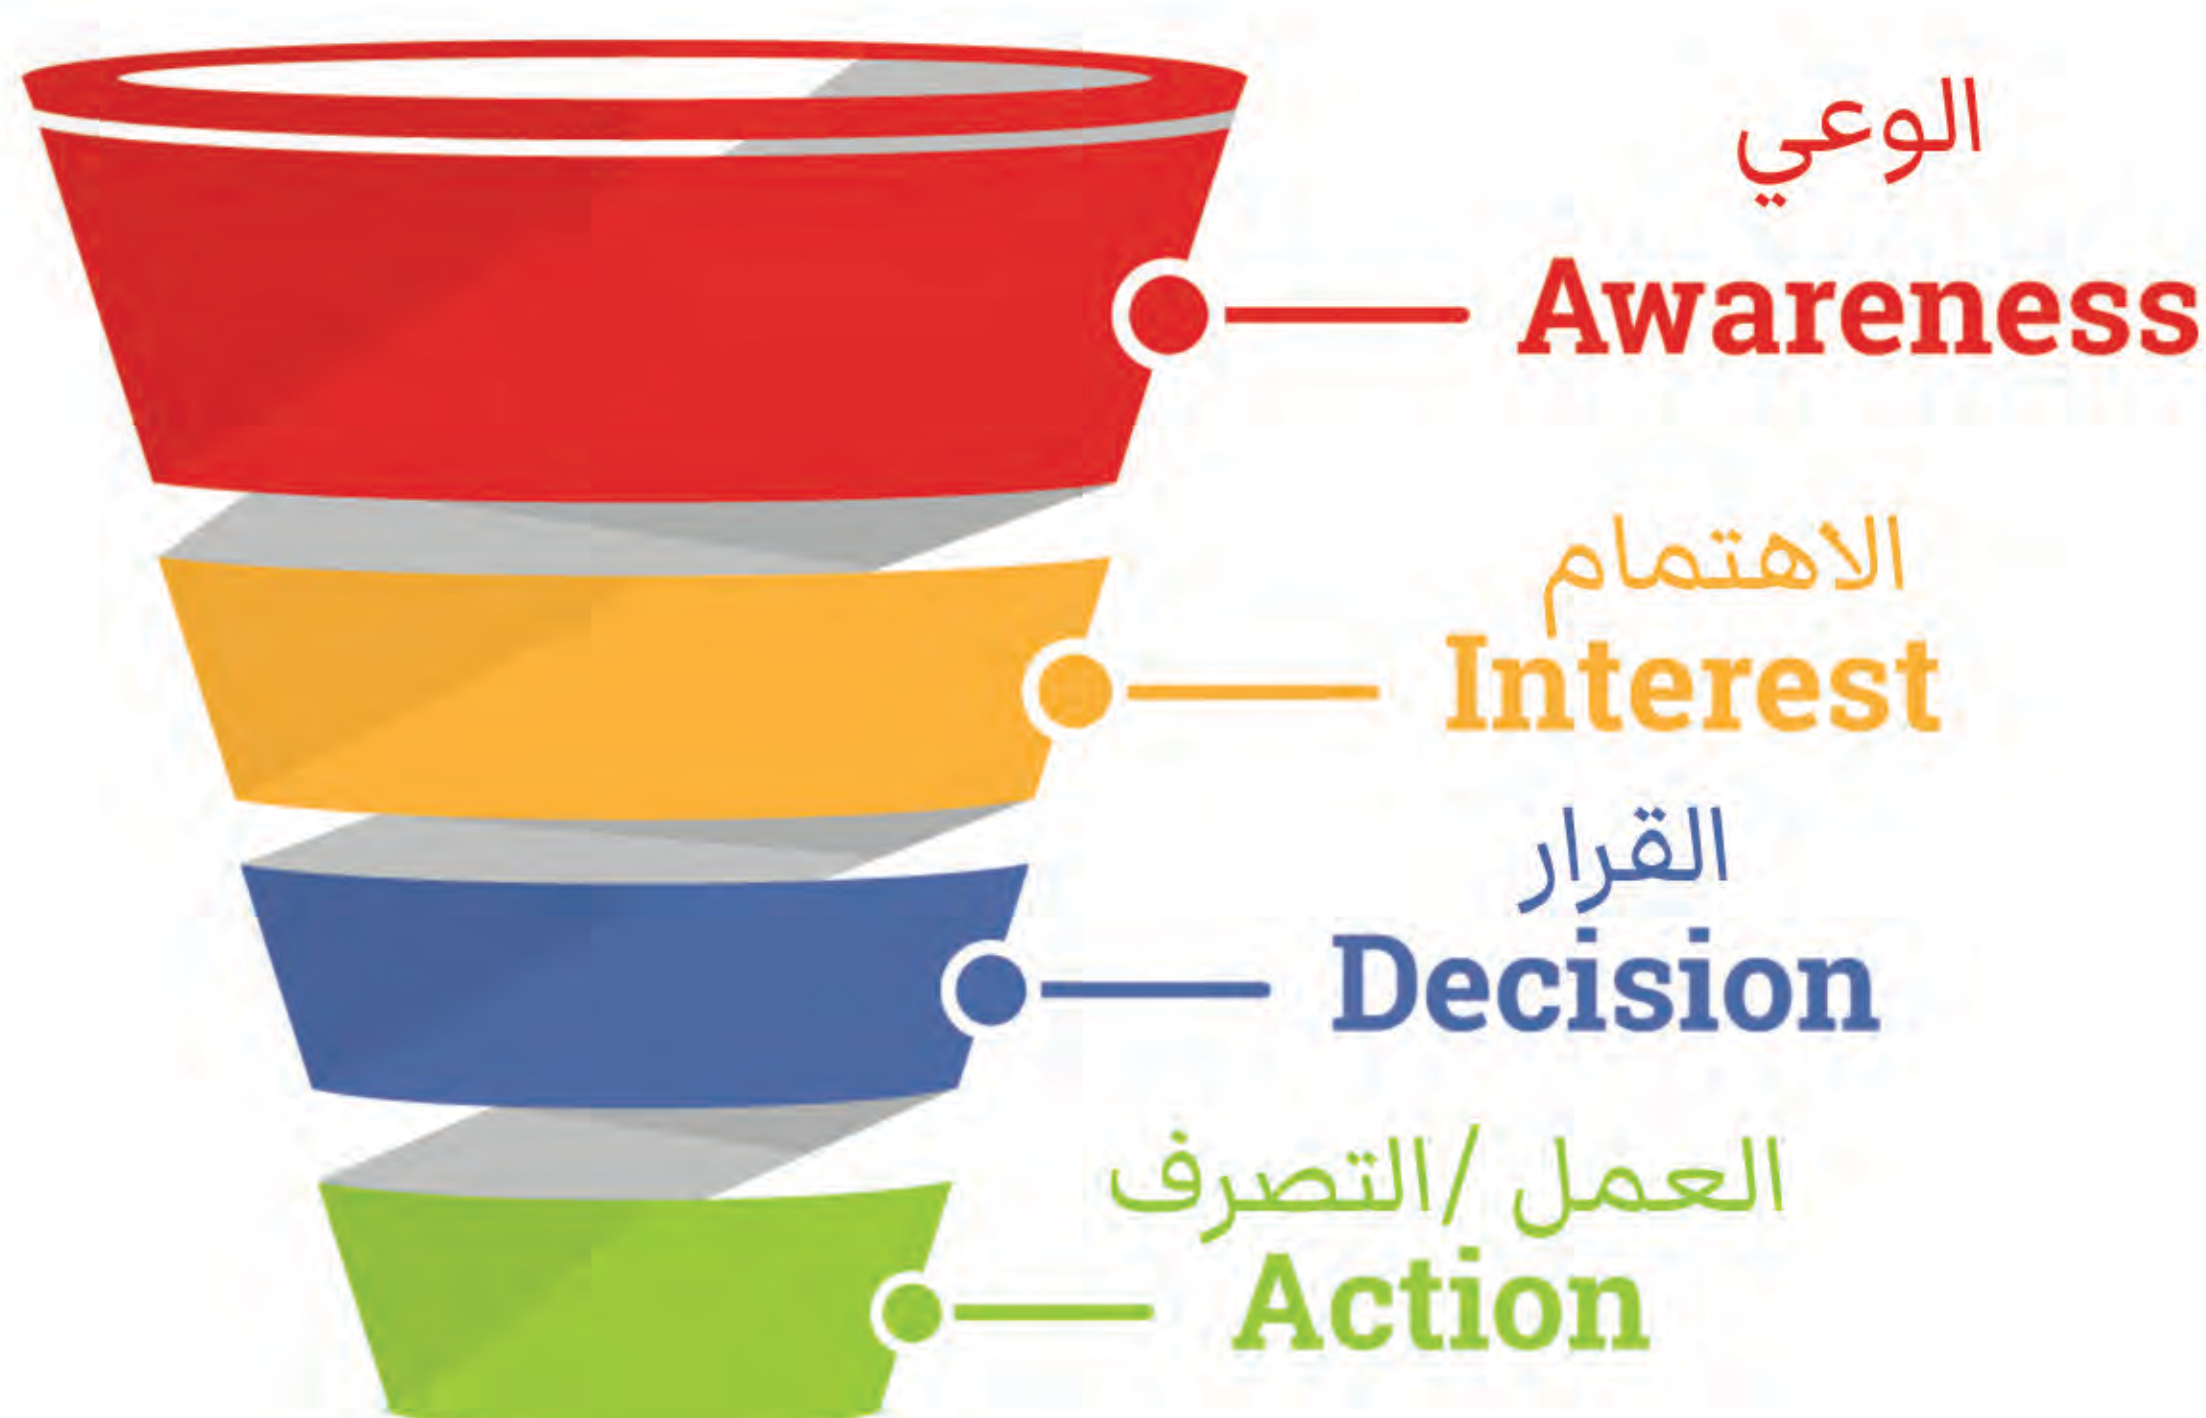 الوعي
Awareness
الاهتمام
Interest
القرار
Decision
العمل /التصرف
Action